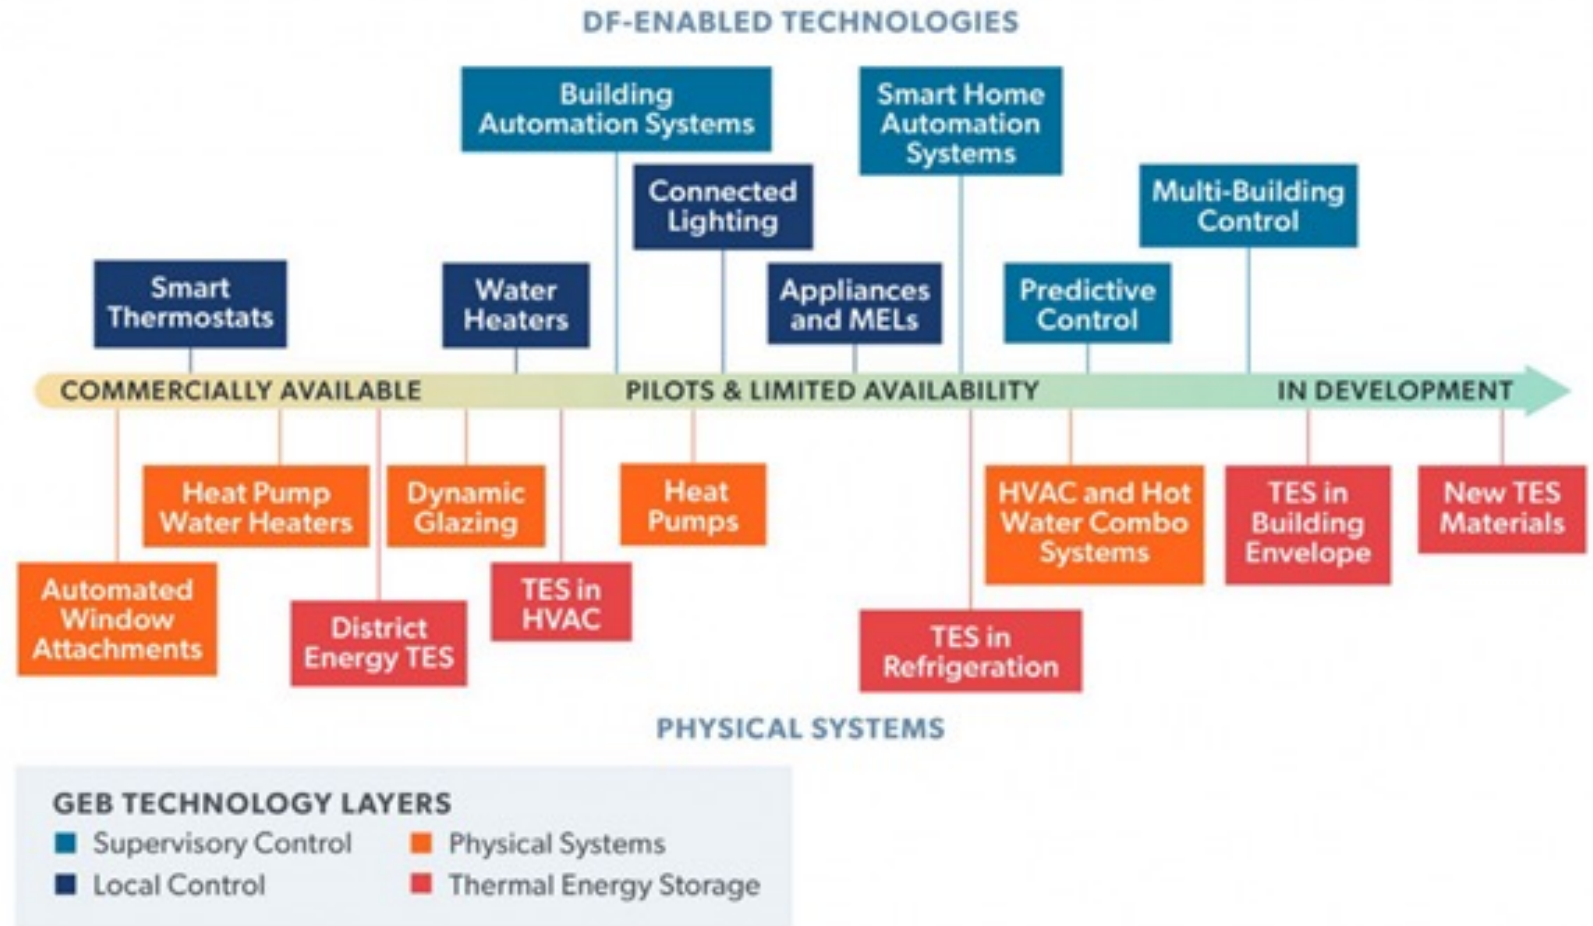 DF-ENABLED TECHNOLOGIES
Building
Automation Systems
Smart Home
Automation
Systems
Connected
Lighting
Multi-Building
Control
Smart
Thermostats
Water
Heaters
Appliances
and MELs
Predictive
Control
COMMERCIALLY AVAILABLE
PILOTS & LIMITED AVAILABILITY
IN DEVELOPMENT
Heat Pump
Water Heaters
Dynamic
Glazing
Heat
Pumps
HVAC and Hot
Water Combo
Systems
TES in
Building
Envelope
New TES
Materials
Automated
Window
Attachments
District
Energy TES
TES in
HVAC
TES in
Refrigeration
PHYSICAL SYSTEMS
GEB TECHNOLOGY LAYERS
Supervisory Control
Physical Systems
Local Control
Thermal Energy Storage